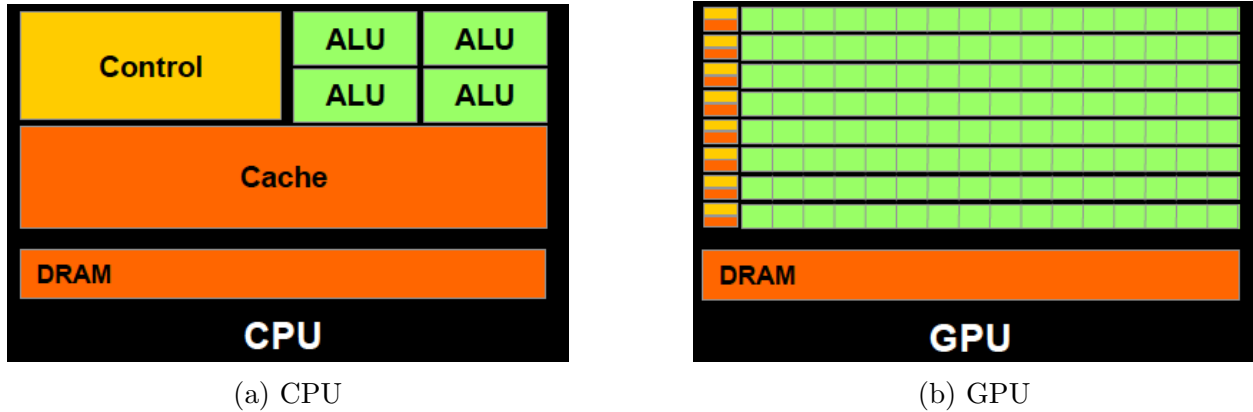 Control
ALU ALU
ALU ALU
Cache
DRAM
CPU
(a) CPU
DRAM
GPU
(b) GPU